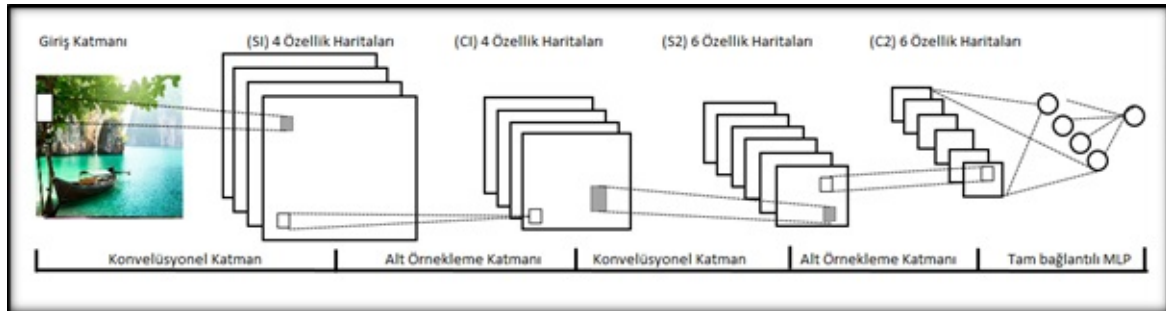 Giriş Katmanı
(SI) 4 Özellik Haritaları
(CI) 4 Özellik Haritaları
(S2) 6 Özellik Haritaları
(C2) 6 Özellik Haritaları
Konvelüsyonel Katman
Alt Örnekleme Katmanı
Konvelüsyonel Katman
Alt Örnekleme Katmanı
Tam bağlantılı MLP